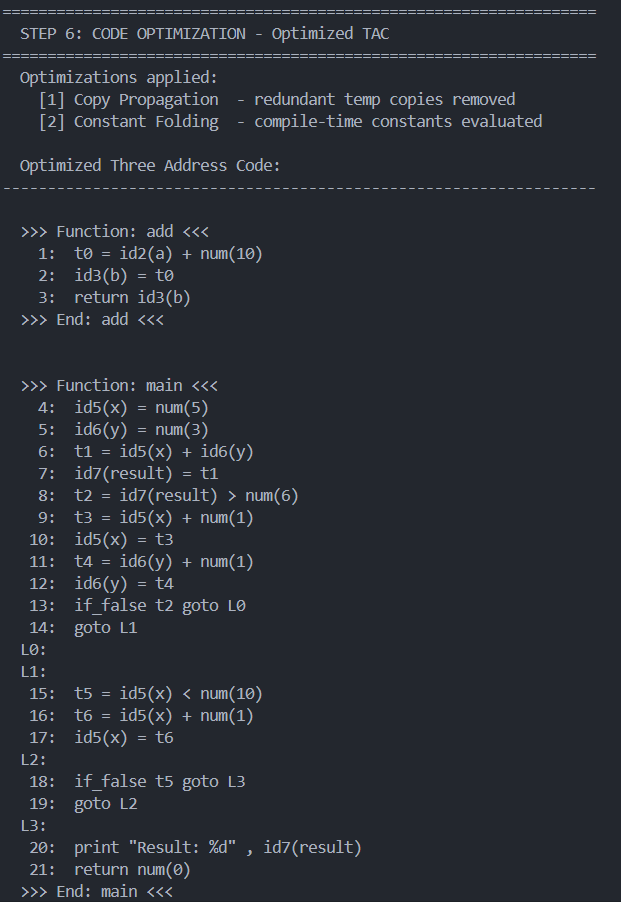 ==================================================================
STEP 6: CODE OPTIMIZATION - Optimized TAC
==================================================================
Optimizations applied:
[1] Copy Propagation  - redundant temp copies removed
[2] Constant Folding  - compile-time constants evaluated
Optimized Three Address Code:
------------------------------------------------------------------
>>> Function: add <<<
1:  t0 = id2(a) + num(10)
2:  id3(b) = t0
3:  return id3(b)
>>> End: add <<<
>>> Function: main <<<
4:  id5(x) = num(5)
5:  id6(y) = num(3)
6:  t1 = id5(x) + id6(y)
7:  id7(result) = t1
8:  t2 = id7(result) > num(6)
9:  t3 = id5(x) + num(1)
10:  id5(x) = t3
11:  t4 = id6(y) + num(1)
12:  id6(y) = t4
13:  if_false t2 goto L0
14:  goto L1
L0:
L1:
15:  t5 = id5(x) < num(10)
16:  t6 = id5(x) + num(1)
17:  id5(x) = t6
L2:
18:  if_false t5 goto L3
19:  goto L2
L3:
20:  print "Result: %d" , id7(result)
21:  return num(0)
>>> End: main <<<